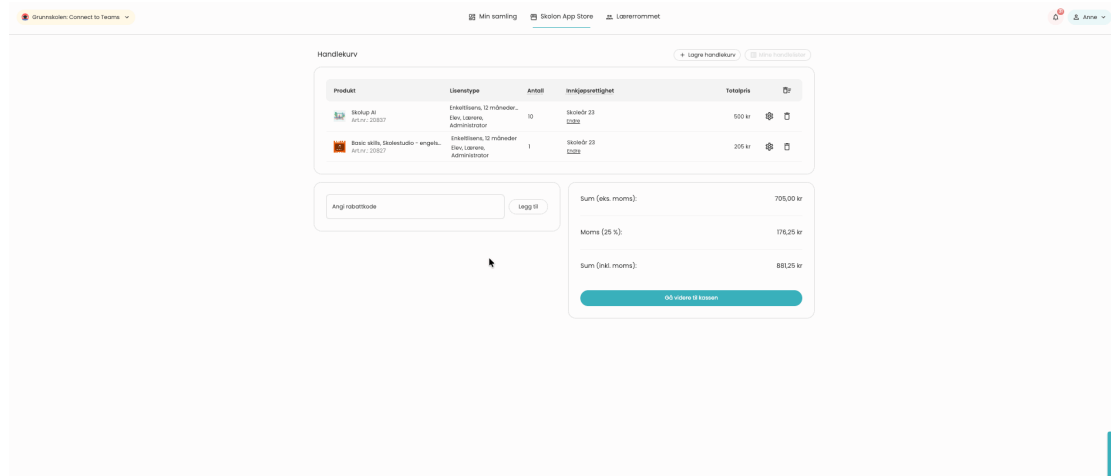 Grunnskolen: Connect to Teams
Min samling
Skolon App Store
Lærerrommet
Anne
Handlekurv
+ Lagre handlekurv
Produkt
Lisenstype
Antall
Innkjøpsrettighet
Totalpris
Skolup AI
Art.nr.: 20837
Enkeltlisens, 12 måneder...
Elev, Lærere,
Administrator
10
Skoleår 23
Endre
500 kr
Basic skills, Skolestudio - engels...
Art.nr.: 20827
Enkeltlisens, 12 måneder
Elev, Lærere,
Administrator
1
Skoleår 23
Endre
205 kr
Angi rabattkode
Legg til
Sum (eks. moms):
705,00 kr
Moms (25 %):
176,25 kr
Sum (inkl. moms):
881,25 kr
Gå videre til kassen